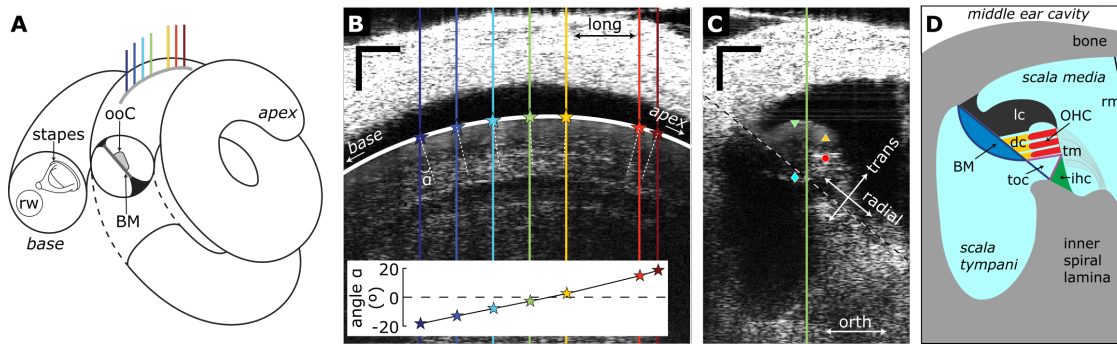 A
stapes
ooC
apex
rw
BM
base
B
long
base
apex
α
angle α
(o)
20
0
-20
C
trans
radial
orth
D
middle ear cavity
bone
scala media
rm
lc
OHC
dc
tm
BM
toc
ihc
scala
tympani
inner
spiral
lamina